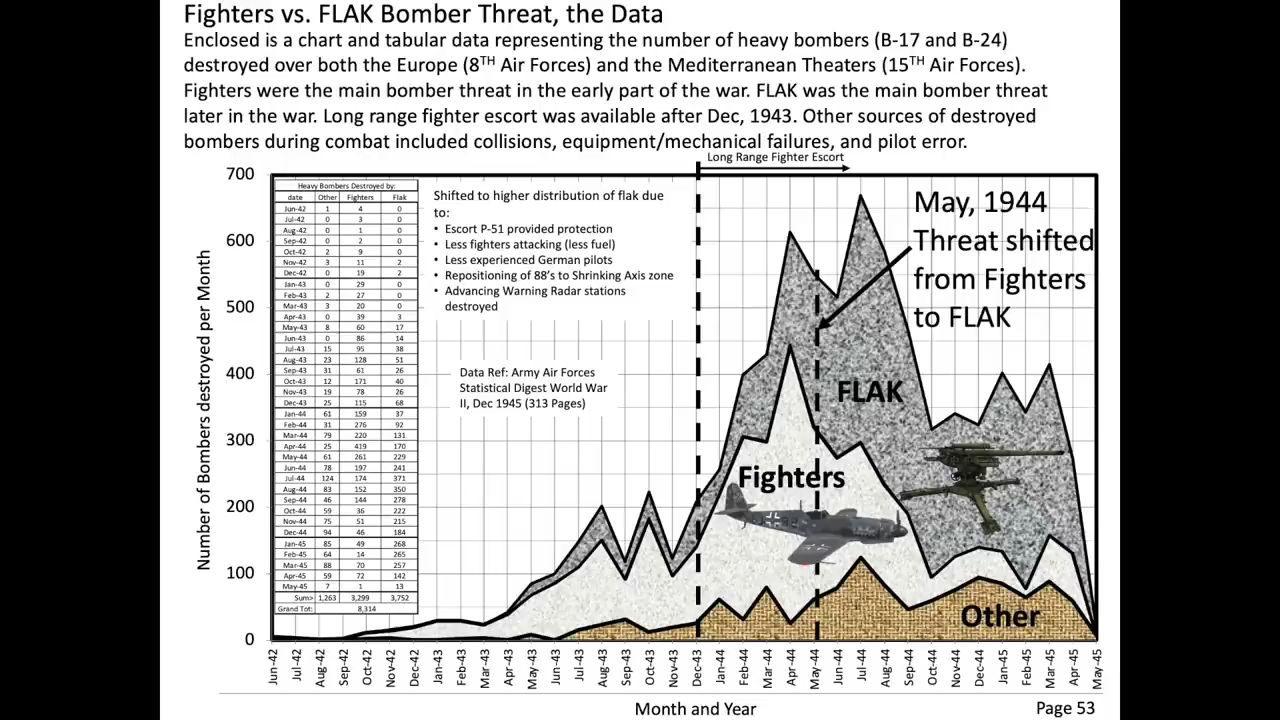 Fighters vs. FLAK Bomber Threat, the Data
Enclosed is a chart and tabular data representing the number of heavy bombers (B-17 and B-24)
destroyed over both the Europe (8TH Air Forces) and the Mediterranean Theaters (15TH Air Forces).
Fighters were the main bomber threat in the early part of the war. FLAK was the main bomber threat
later in the war. Long range fighter escort was available after Dec, 1943. Other sources of destroyed
bombers during combat included collisions, equipment/mechanical failures, and pilot error.
Long Range Fighter Escort
Number of Bombers destroyed per Month
700
600
500
400
300
200
100
0
Heavy Bombers Destroyed by:
date Other Fighters Flak
Jun-42 1 4 0
Jul-42 0 3 0
Aug-42 0 1 0
Sep-42 0 2 0
Oct-42 2 9 0
Nov-42 3 11 2
Dec-42 0 19 2
Jan-43 0 29 0
Feb-43 2 27 0
Mar-43 3 20 0
Apr-43 0 39 3
May-43 8 60 17
Jun-43 0 86 14
Jul-43 15 95 38
Aug-43 23 128 51
Sep-43 31 61 26
Oct-43 12 171 40
Nov-43 19 78 26
Dec-43 25 115 68
Jan-44 61 159 37
Feb-44 31 276 92
Mar-44 79 220 131
Apr-44 25 419 170
May-44 61 261 229
Jun-44 78 197 241
Jul-44 124 174 371
Aug-44 83 152 350
Sep-44 46 144 278
Oct-44 59 36 222
Nov-44 75 51 215
Dec-44 94 46 184
Jan-45 85 49 268
Feb-45 64 14 265
Mar-45 88 70 257
Apr-45 59 72 142
May-45 7 1 13
Sum> 1,263 3,299 3,752
Grand Tot: 8,314
Shifted to higher distribution of flak due
to:
• Escort P-51 provided protection
• Less fighters attacking (less fuel)
• Less experienced German pilots
• Repositioning of 88's to Shrinking Axis zone
• Advancing Warning Radar stations
destroyed
Data Ref: Army Air Forces
Statistical Digest World War
II, Dec 1945 (313 Pages)
May, 1944
Threat shifted
from Fighters
to FLAK
FLAK
Fighters
Other
Jun-42 Jul-42 Aug-42 Sep-42 Oct-42 Nov-42 Dec-42 Jan-43 Feb-43 Mar-43 Apr-43 May-43 Jun-43 Jul-43 Aug-43 Sep-43 Oct-43 Nov-43 Dec-43 Jan-44 Feb-44 Mar-44 Apr-44 May-44 Jun-44 Jul-44 Aug-44 Sep-44 Oct-44 Nov-44 Dec-44 Jan-45 Feb-45 Mar-45 Apr-45 May-45
Month and Year
Page 53